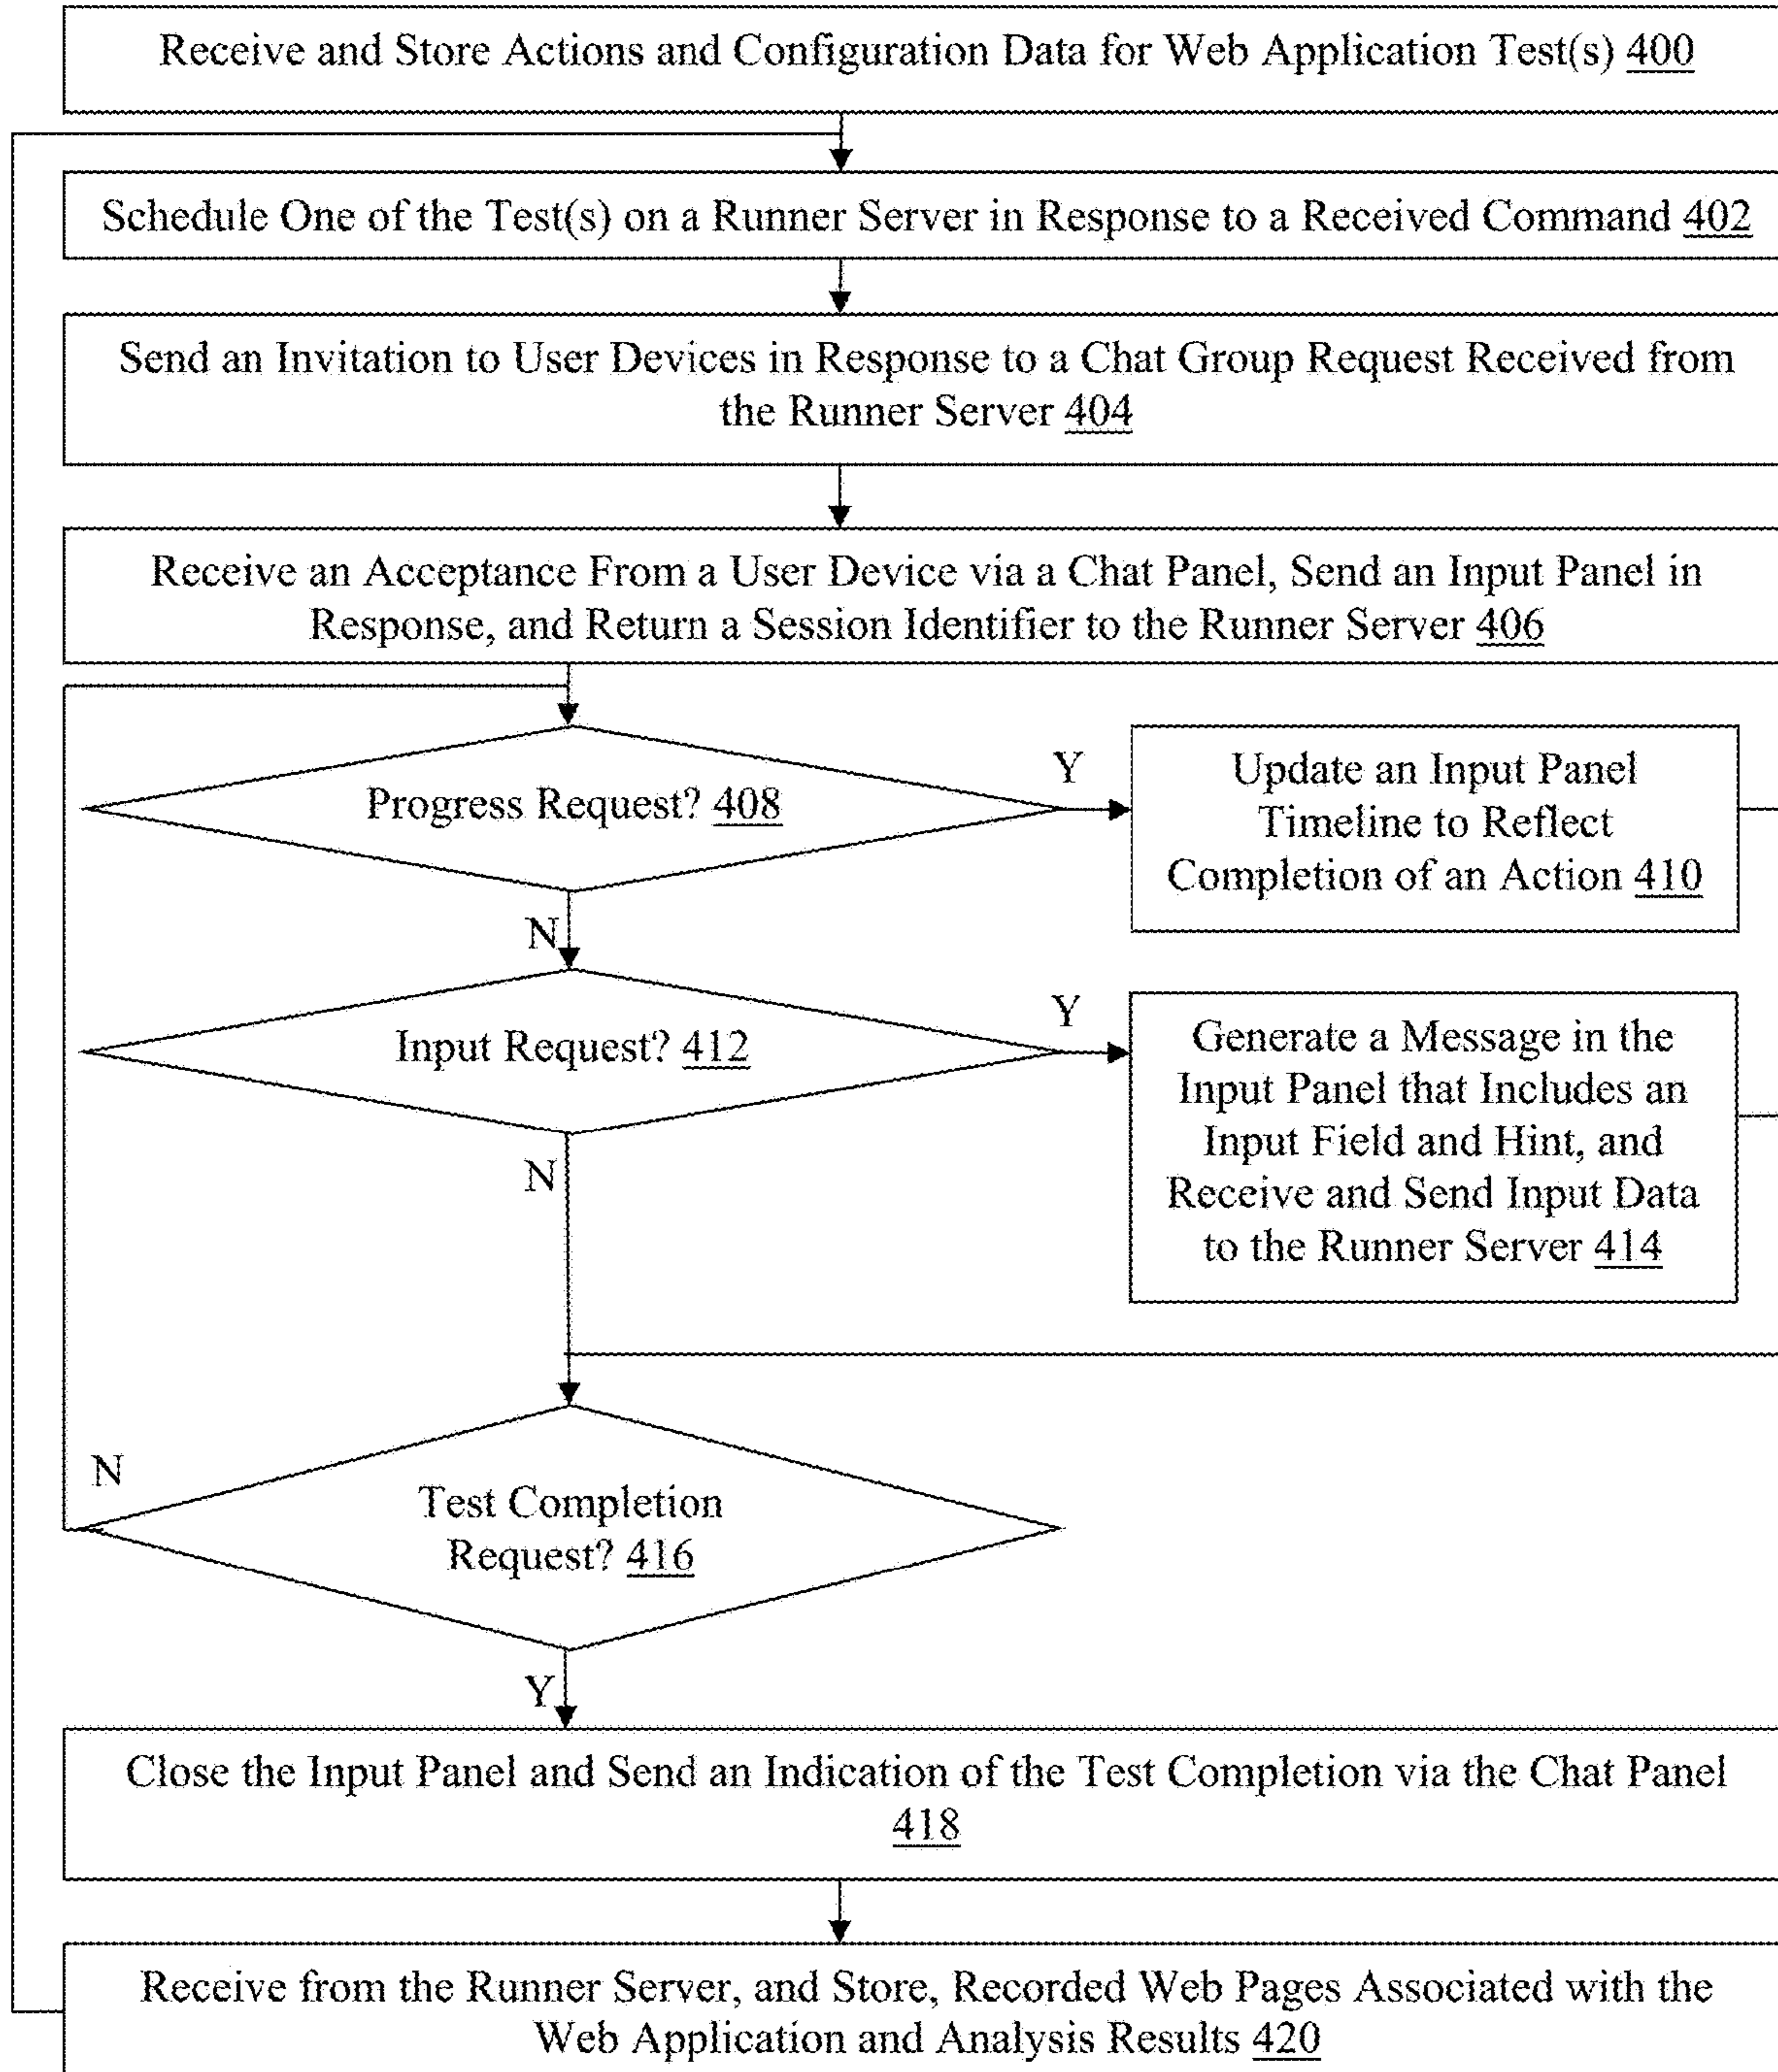 Receive and Store Actions and Configuration Data for Web Application Test(s) 400
Schedule One of the Test(s) on a Runner Server in Response to a Received Command 402
Send an Invitation to User Devices in Response to a Chat Group Request Received from
the Runner Server 404
Receive an Acceptance From a User Device via a Chat Panel, Send an Input Panel in
Response, and Return a Session Identifier to the Runner Server 406
Progress Request? 408
Y
Update an Input Panel
Timeline to Reflect
Completion of an Action 410
N
Input Request? 412
Y
Generate a Message in the
Input Panel that Includes an
Input Field and Hint, and
Receive and Send Input Data
to the Runner Server 414
N
N
Test Completion
Request? 416
Y
Close the Input Panel and Send an Indication of the Test Completion via the Chat Panel
418
Receive from the Runner Server, and Store, Recorded Web Pages Associated with the
Web Application and Analysis Results 420